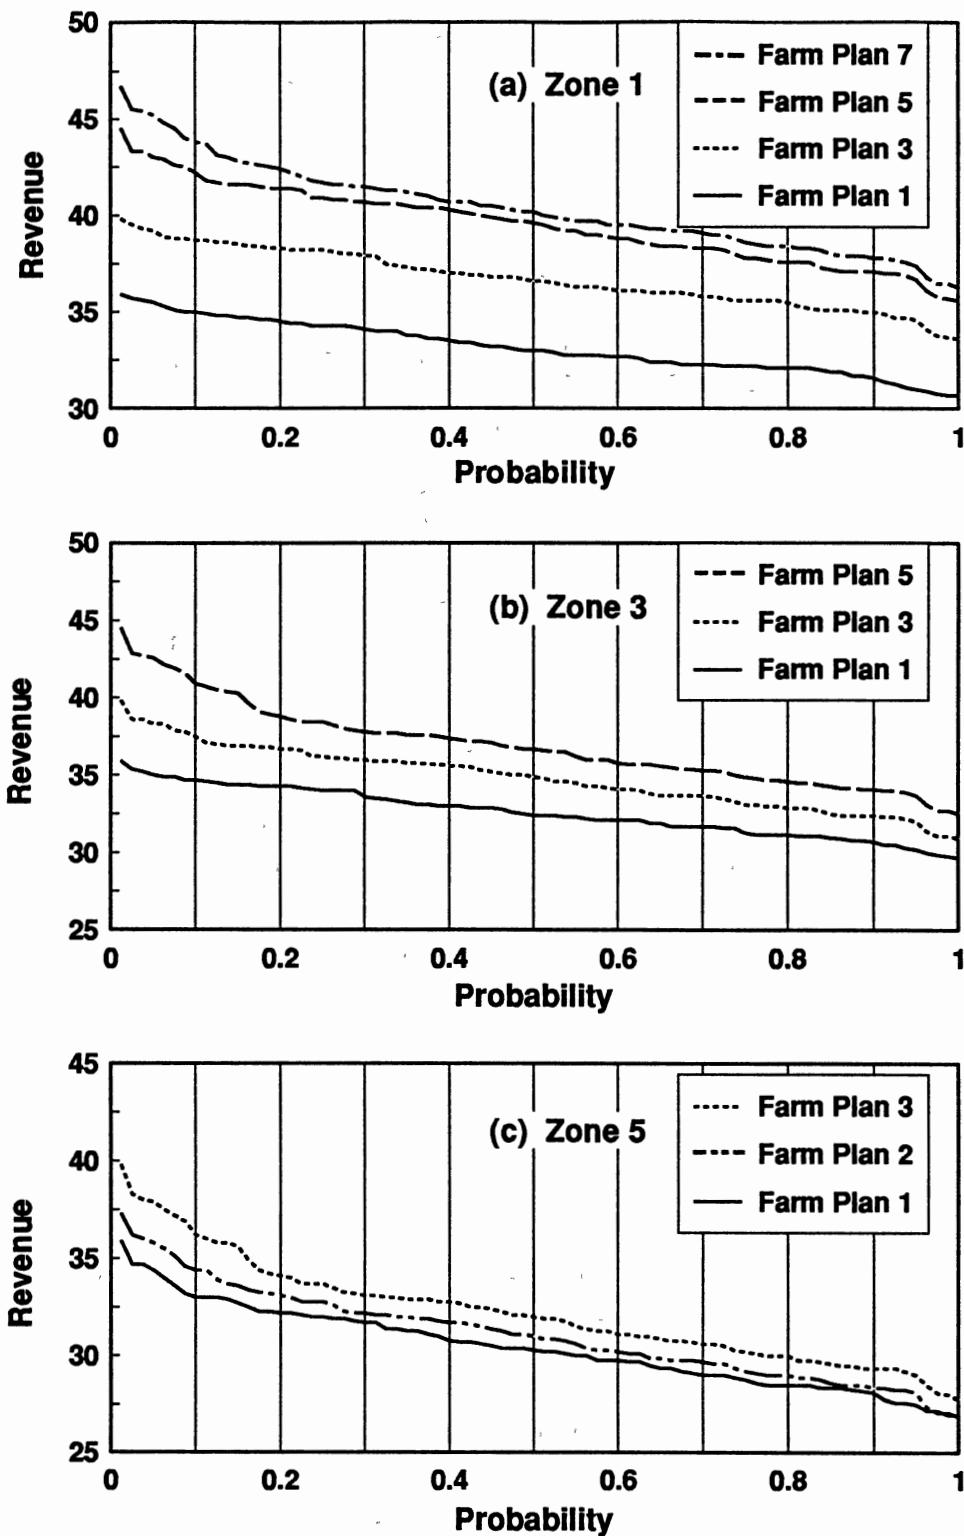 50
(a) Zone 1
Farm Plan 7
Farm Plan 5
Farm Plan 3
Farm Plan 1
45
40
35
30
Revenue
0 0.2 0.4 0.6 0.8 1
Probability
50
(b) Zone 3
Farm Plan 5
Farm Plan 3
Farm Plan 1
45
40
35
30
25
Revenue
0 0.2 0.4 0.6 0.8 1
Probability
45
(c) Zone 5
Farm Plan 3
Farm Plan 2
Farm Plan 1
40
35
30
25
Revenue
0 0.2 0.4 0.6 0.8 1
Probability